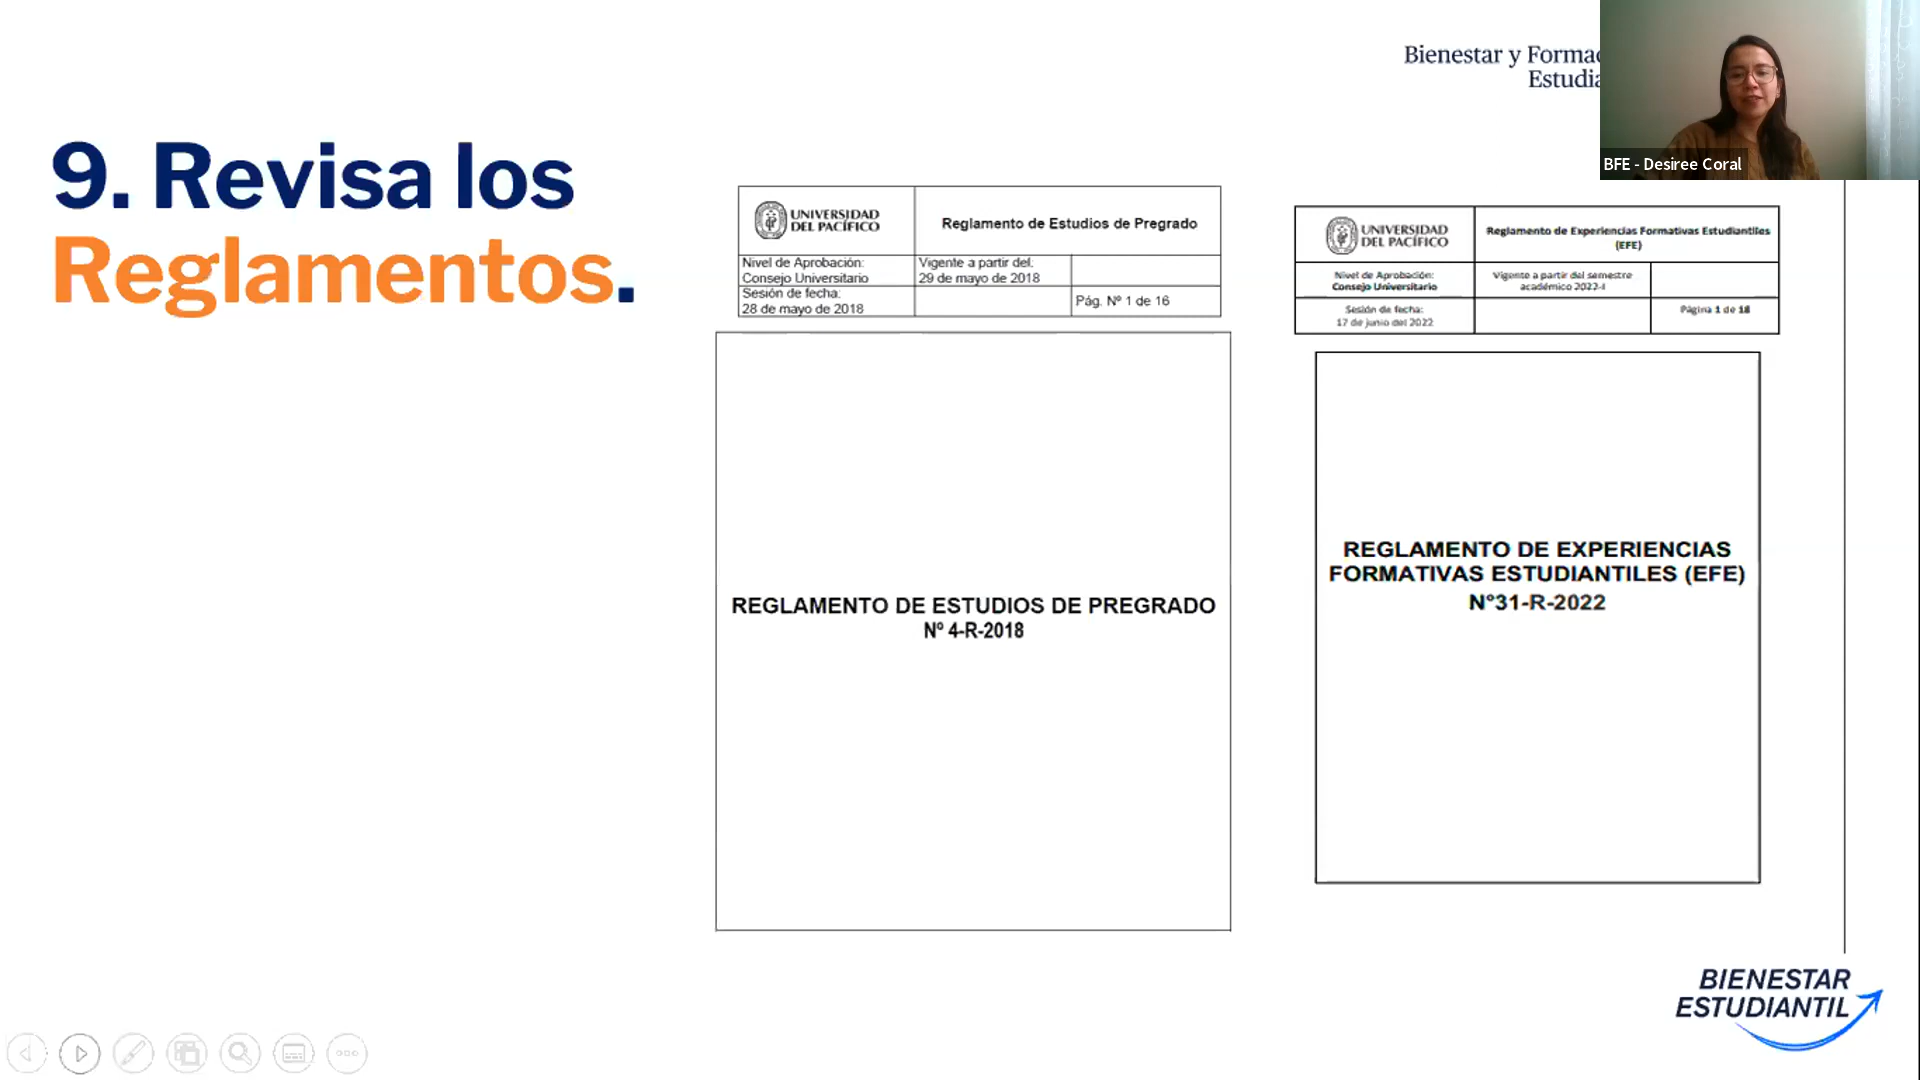 Bienestar y Formac
Estudia
BFE - Desiree Coral
9. Revisa los
Reglamentos.
UNIVERSIDAD
DEL PACÍFICO
Reglamento de Estudios de Pregrado
Nivel de Aprobación:
Consejo Universitario
Vigente a partir del:
29 de mayo de 2018
Sesión de fecha:
28 de mayo de 2018
Pág. Nº 1 de 16
REGLAMENTO DE ESTUDIOS DE PREGRADO
Nº 4-R-2018
UNIVERSIDAD
DEL PACÍFICO
Reglamento de Experiencias Formativas Estudiantiles
(EFE)
Nivel de Aprobación:
Consejo Universitario
Vigente a partir del semestre
académico 2022-I
Sesión de fecha:
17 de junio del 2022
Página 1 de 18
REGLAMENTO DE EXPERIENCIAS
FORMATIVAS ESTUDIANTILES (EFE)
N°31-R-2022
BIENESTAR
ESTUDIANTIL